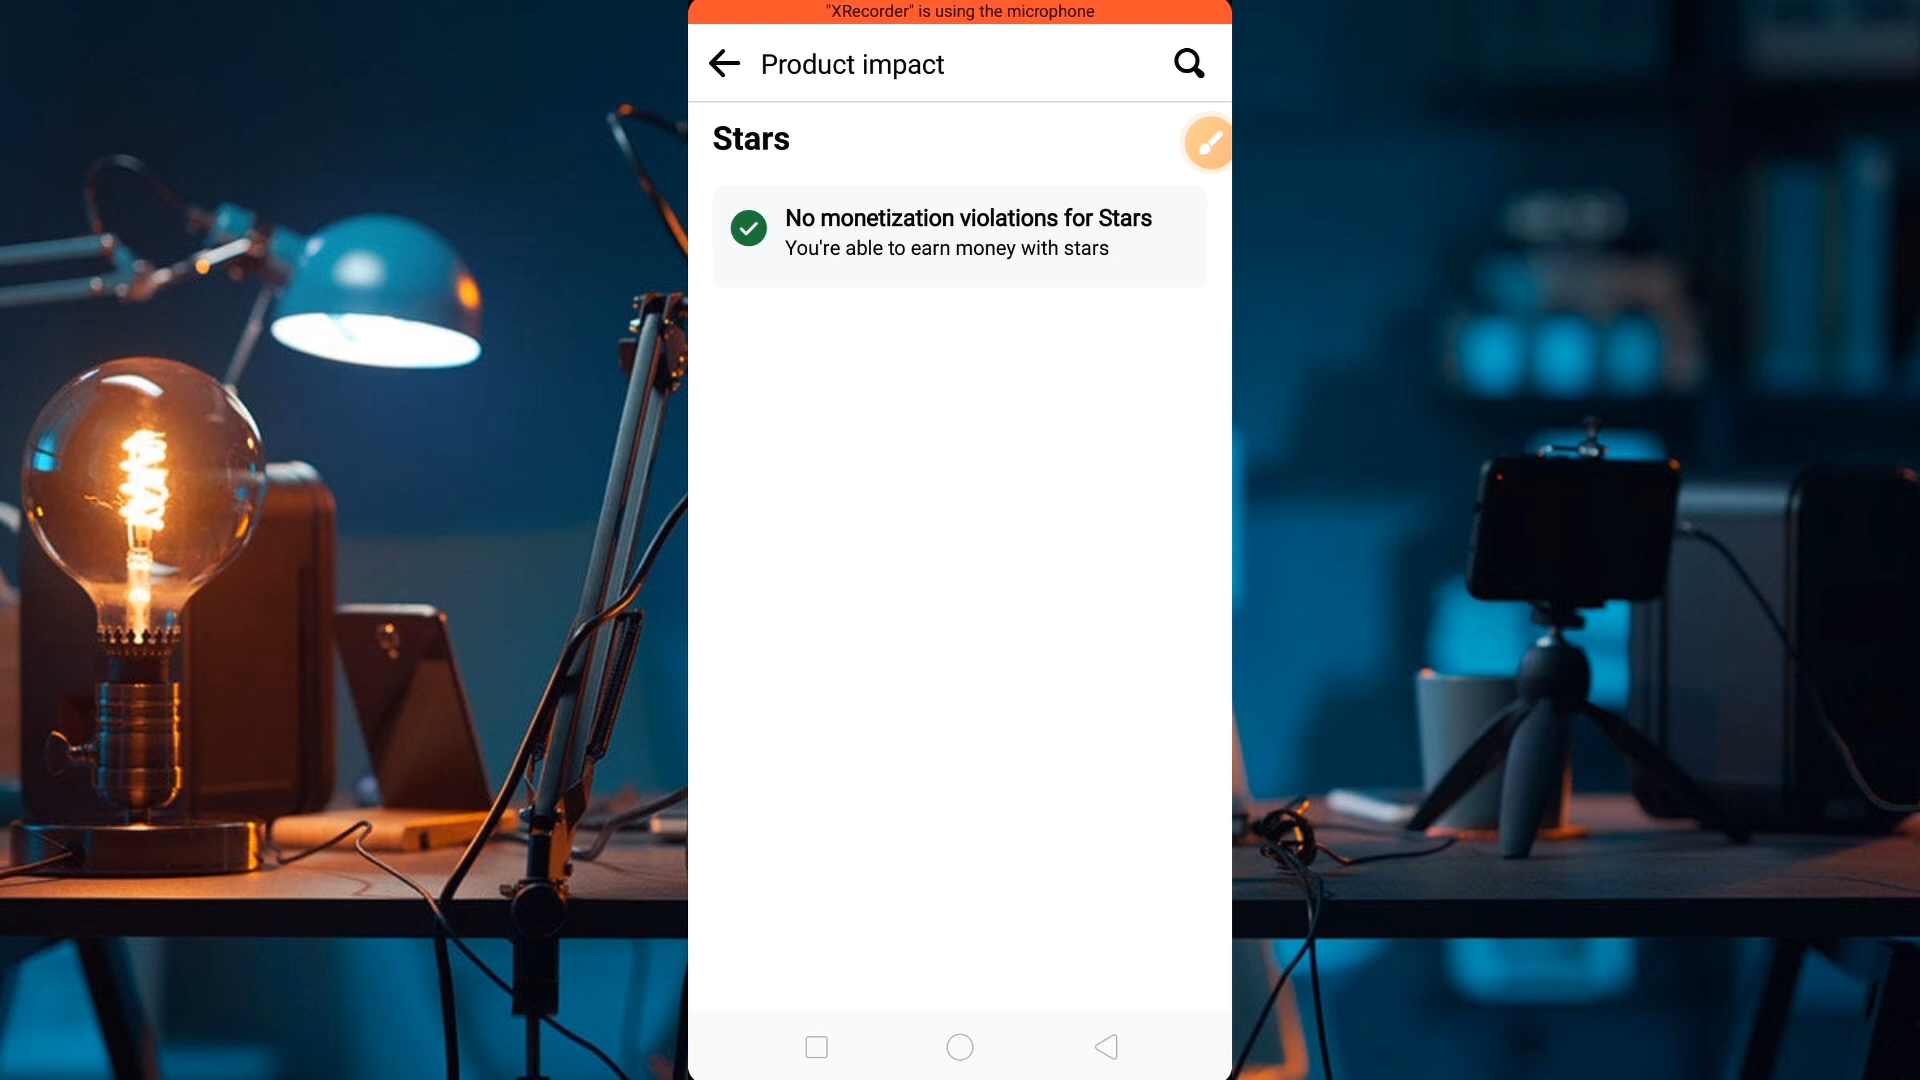 "XRecorder" is using the microphone
Product impact
Stars
No monetization violations for Stars
You're able to earn money with stars